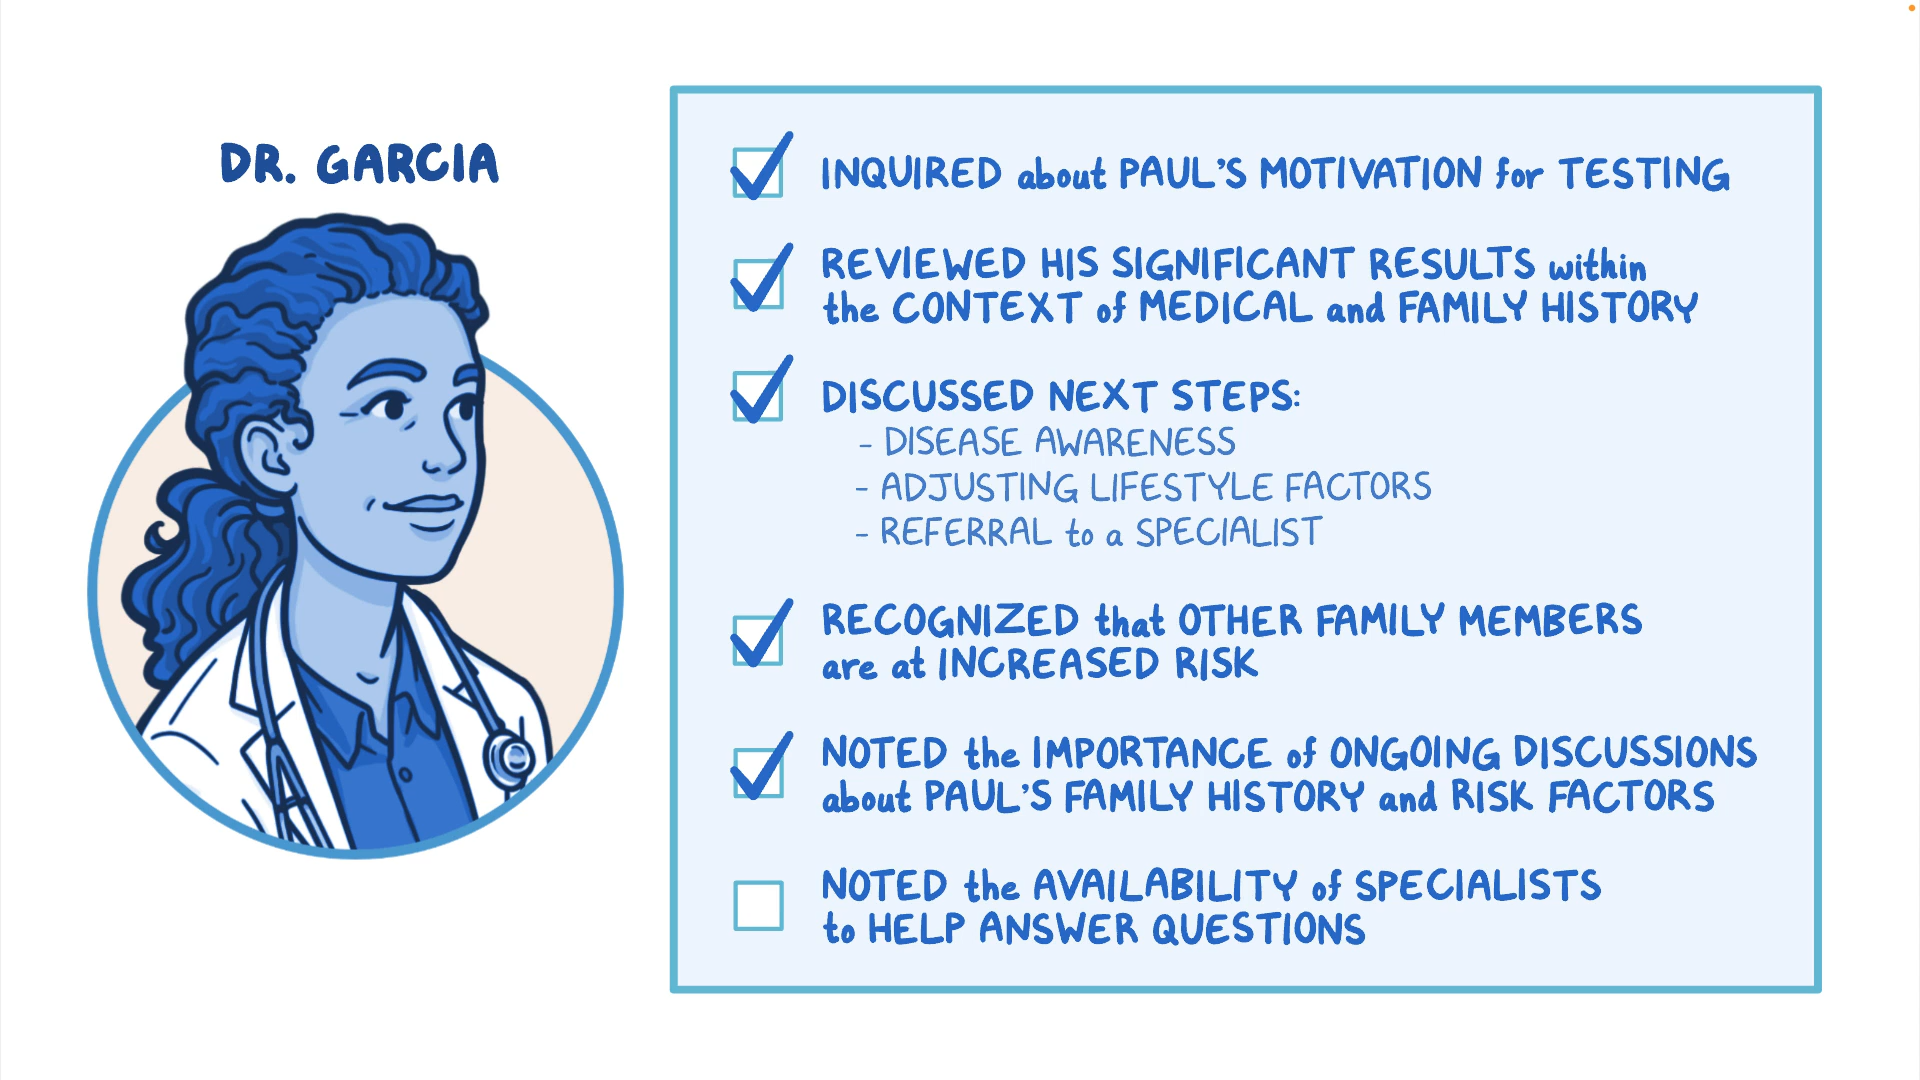 DR. GARCIA
INQUIRED about PAUL'S MOTIVATION for TESTING
REVIEWED HIS SIGNIFICANT RESULTS within
the CONTEXT of MEDICAL and FAMILY HISTORY
DISCUSSED NEXT STEPS:
- DISEASE AWARENESS
- ADJUSTING LIFESTYLE FACTORS
- REFERRAL to a SPECIALIST
RECOGNIZED that OTHER FAMILY MEMBERS
are at INCREASED RISK
NOTED the IMPORTANCE of ONGOING DISCUSSIONS
about PAUL'S FAMILY HISTORY and RISK FACTORS
NOTED the AVAILABILITY of SPECIALISTS
to HELP ANSWER QUESTIONS